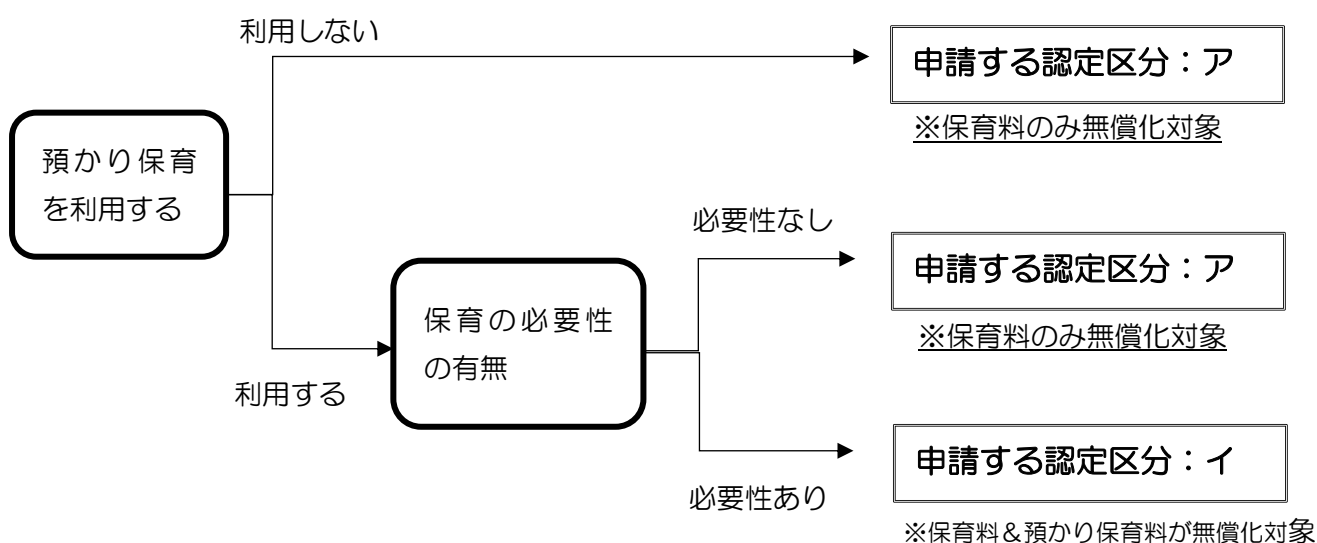 利用しない
申請する認定区分：ア
※保育料のみ無償化対象
預かり保育
を利用する
必要性なし
申請する認定区分：ア
※保育料のみ無償化対象
保育の必要性
の有無
利用する
申請する認定区分：イ
必要性あり
※保育料＆預かり保育料が無償化対象